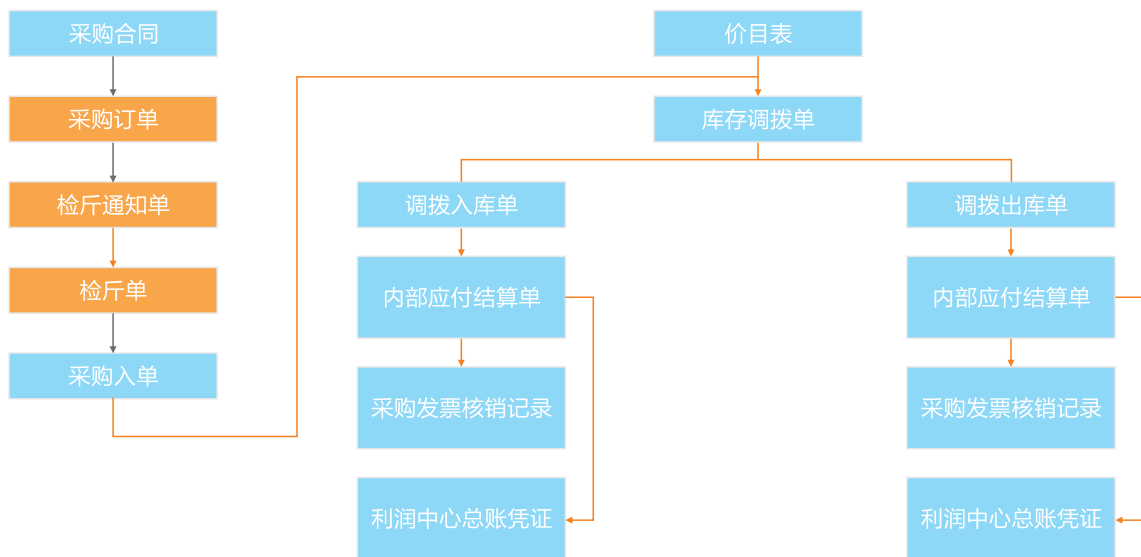 采购合同
采购订单
检斤通知单
检斤单
采购入单
价目表
库存调拨单
调拨入库单
内部应付结算单
采购发票核销记录
利润中心总账凭证
调拨出库单
内部应付结算单
采购发票核销记录
利润中心总账凭证